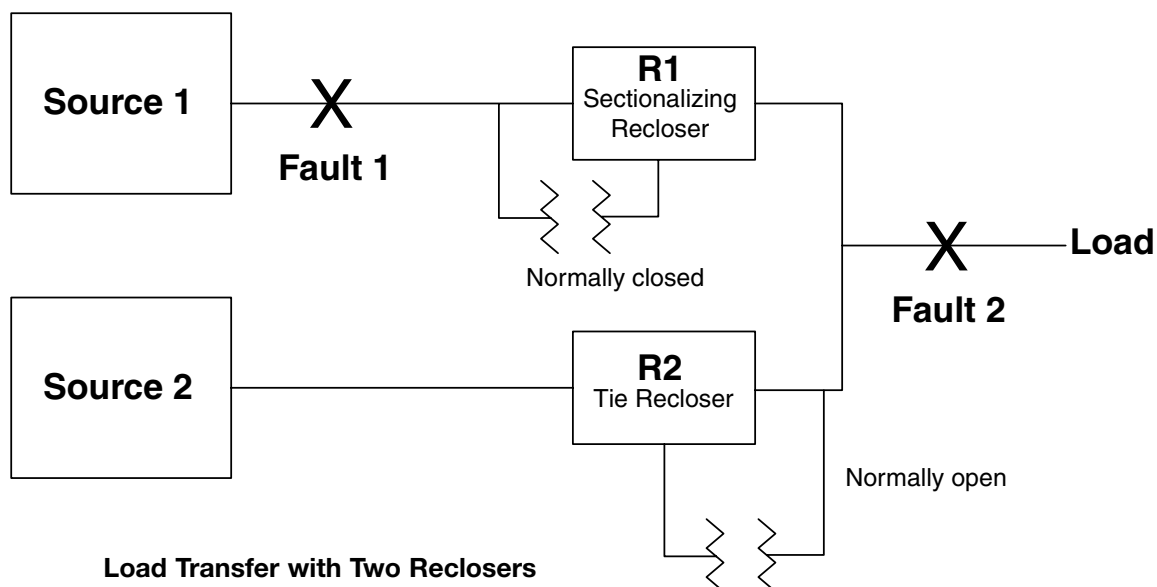 Source 1
X
Fault 1
R1
Sectionalizing
Recloser
Normally closed
X
Load
Fault 2
Source 2
R2
Tie Recloser
Normally open
Load Transfer with Two Reclosers